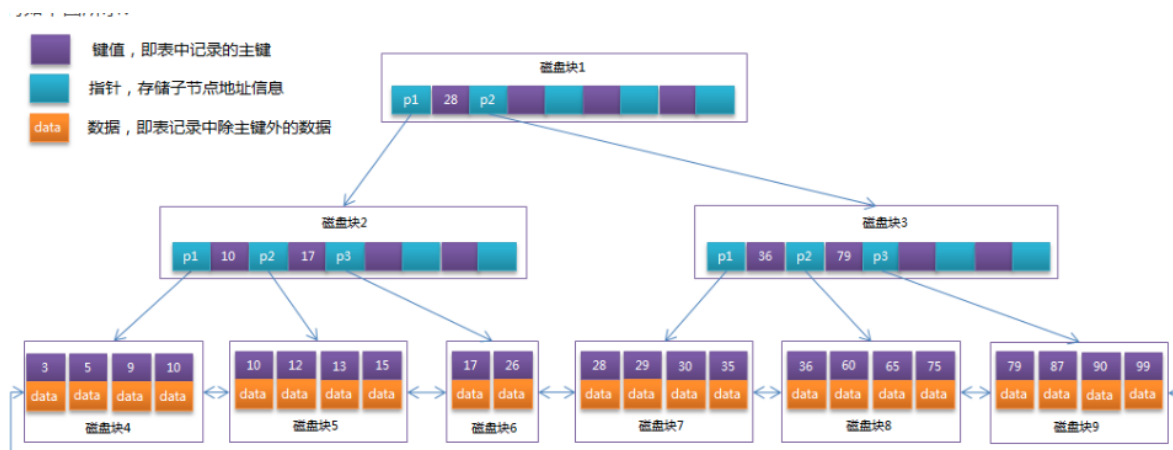 键值，即表中记录的主键
指针，存储子节点地址信息
data 数据，即表记录中除主键外的数据
磁盘块1
p1 28 p2
磁盘块2
p1 10 p2 17 p3
磁盘块3
p1 36 p2 79 p3
3 5 9 10
data data data data
磁盘块4
10 12 13 15
data data data data
磁盘块5
17 26
data data
磁盘块6
28 29 30 35
data data data data
磁盘块7
36 60 65 75
data data data data
磁盘块8
79 87 90 99
data data data data
磁盘块9